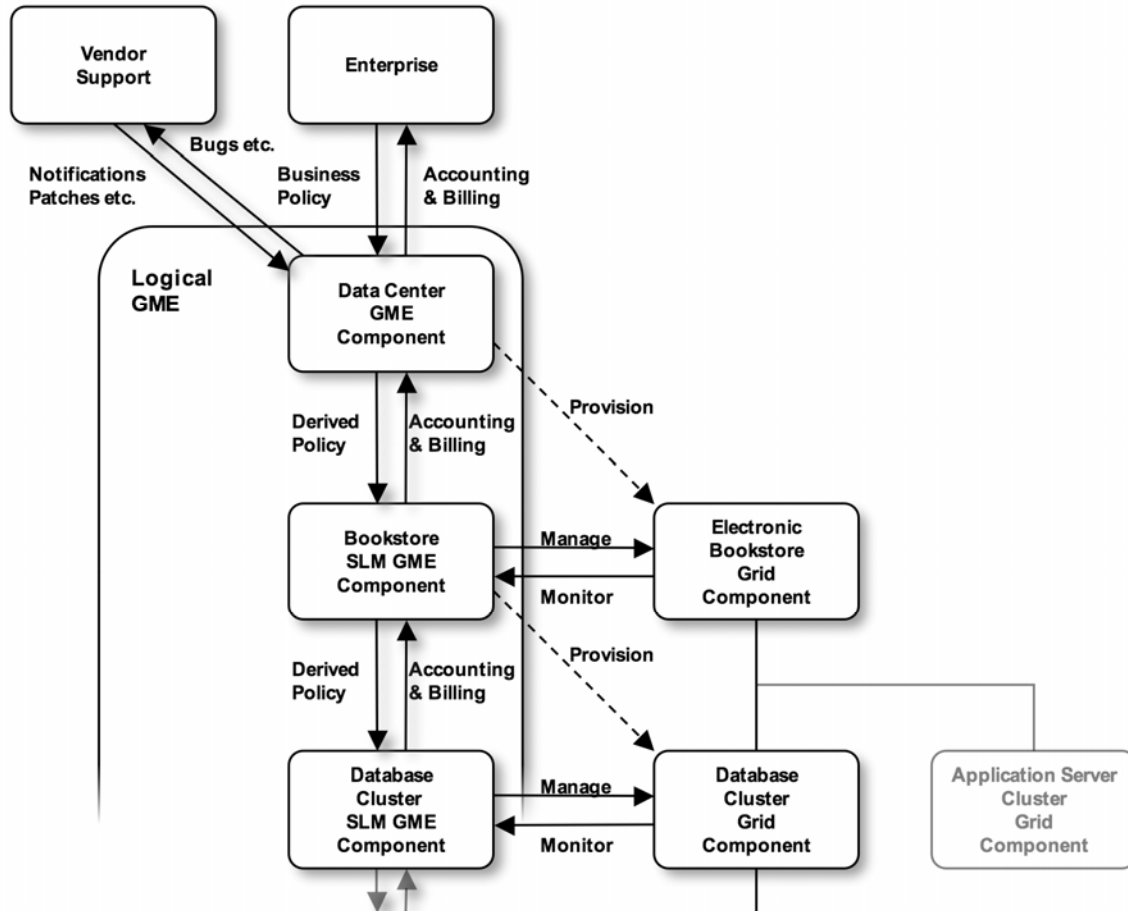 Vendor
Support
Enterprise
Bugs etc.
Notifications
Patches etc.
Business
Policy
Accounting
& Billing
Logical
GME
Data Center
GME
Component
Provision
Derived
Policy
Accounting
& Billing
Bookstore
SLM GME
Component
Manage
Monitor
Electronic
Bookstore
Grid
Component
Provision
Derived
Policy
Accounting
& Billing
Database
Cluster
SLM GME
Component
Manage
Monitor
Database
Cluster
Grid
Component
Application Server
Cluster
Grid
Component